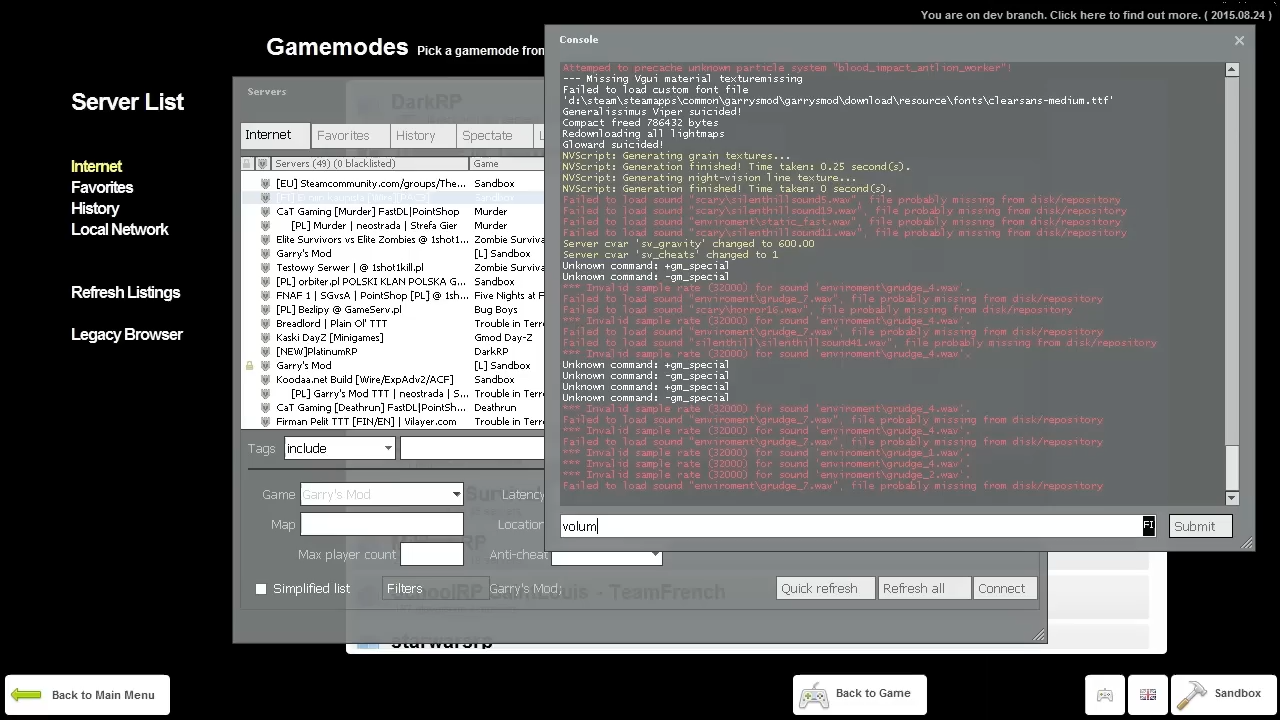 You are on dev branch. Click here to find out more. ( 2015.08.24 )
Gamemodes Pick a gamemode from
Server List
Internet
Favorites
History
Local Network
Refresh Listings
Legacy Browser
Servers
DarkRP
Internet Favorites History Spectate L
Servers (49) (0 blacklisted) Game
[EU] Steamcommunity.com/groups/The... Sandbox
Sandbox
CaT Gaming [Murder] FastDL|PointShop Murder
Murder
Elite Survivors vs Elite Zombies @ 1shot1... Zombie Surviva
Garry's Mod [L] Sandbox
Testowy Serwer | @ 1shot1kill.pl Zombie Surviva
[PL] orbiter.pl POLSKI KLAN POLSKA G... Sandbox
FNAF 1 | SGvsA | PointShop [PL] @ 1sh... Five Nights at F
[PL] Bezlipy @ GameServ.pl Bug Boys
Breadlord | Plain Ol' TTT Trouble in Terre
Kaski DayZ [Minigames] Gmod Day-Z
[NEW]PlatinumRP DarkRP
Garry's Mod [L] Sandbox
Koodaa.net Build [Wire/ExpAdv2/ACF] Sandbox
[PL] Garry's Mod TTT | neostrada | S... Trouble in Terre
CaT Gaming [Deathrun] FastDL|PointSh... Deathrun
Firman Pelit TTT [FIN/EN] | Vilayer.com Trouble in Terre
Tags include
Game Garry's Mod Latency
Map Location
Max player count Anti-cheat
Simplified list Filters Garry's Mod; Quick refresh Refresh all Connect
- TeamFrench
starwarsrp
Console
Attemped to precache unknown particle system "blood_impact_antlion_worker"!
--- Missing Vgui material texturemissing
Failed to load custom font file
'd:\steam\steamapps\common\garrysmod\garrysmod\download\resource\fonts\clearsans-medium.ttf'
Generalissimus Viper suicided!
Compact freed 786432 bytes
Redownloading all lightmaps
Gloward suicided!
NVScript: Generating grain textures...
NVScript: Generation finished! Time taken: 0.25 second(s).
NVScript: Generating night-vision line texture...
NVScript: Generation finished! Time taken: 0 second(s).
Failed to load sound "scary\silenthillsound5.wav", file probably missing from disk/repository
Failed to load sound "scary\silenthillsound19.wav", file probably missing from disk/repository
Failed to load sound "enviroment\static_fast.wav", file probably missing from disk/repository
Failed to load sound "scary\silenthillsound11.wav", file probably missing from disk/repository
Server cvar 'sv_gravity' changed to 600.00
Server cvar 'sv_cheats' changed to 1
Unknown command: +gm_special
Unknown command: -gm_special
*** Invalid sample rate (32000) for sound 'enviroment\grudge_4.wav'.
Failed to load sound "enviroment\grudge_7.wav", file probably missing from disk/repository
Failed to load sound "scary\horror16.wav", file probably missing from disk/repository
*** Invalid sample rate (32000) for sound 'enviroment\grudge_4.wav'.
Failed to load sound "enviroment\grudge_7.wav", file probably missing from disk/repository
Failed to load sound "silenthill\silenthillsound41.wav", file probably missing from disk/repository
*** Invalid sample rate (32000) for sound 'enviroment\grudge_4.wav'.
Unknown command: +gm_special
Unknown command: -gm_special
Unknown command: +gm_special
Unknown command: -gm_special
*** Invalid sample rate (32000) for sound 'enviroment\grudge_4.wav'.
Failed to load sound "enviroment\grudge_7.wav", file probably missing from disk/repository
*** Invalid sample rate (32000) for sound 'enviroment\grudge_4.wav'.
Failed to load sound "enviroment\grudge_7.wav", file probably missing from disk/repository
*** Invalid sample rate (32000) for sound 'enviroment\grudge_1.wav'.
*** Invalid sample rate (32000) for sound 'enviroment\grudge_4.wav'.
*** Invalid sample rate (32000) for sound 'enviroment\grudge_2.wav'.
Failed to load sound "enviroment\grudge_7.wav", file probably missing from disk/repository
volum FI Submit
Back to Main Menu Back to Game Sandbox